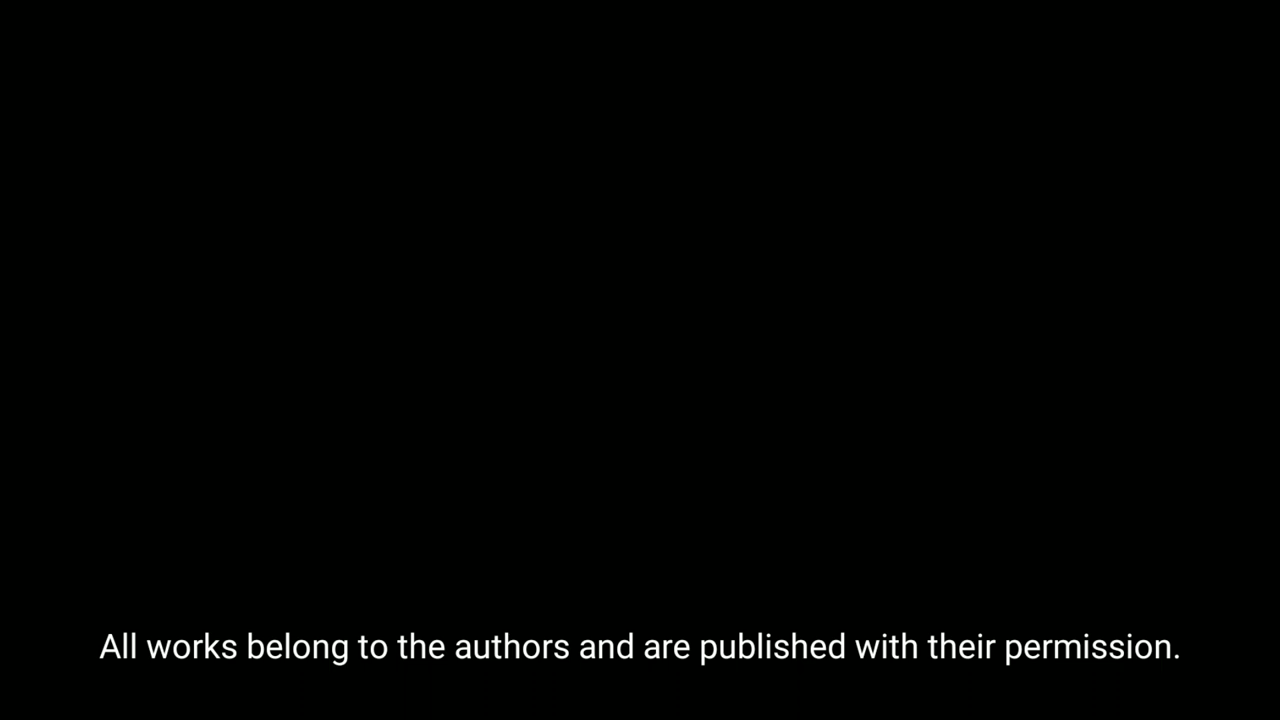 All works belong to the authors and are published with their permission.